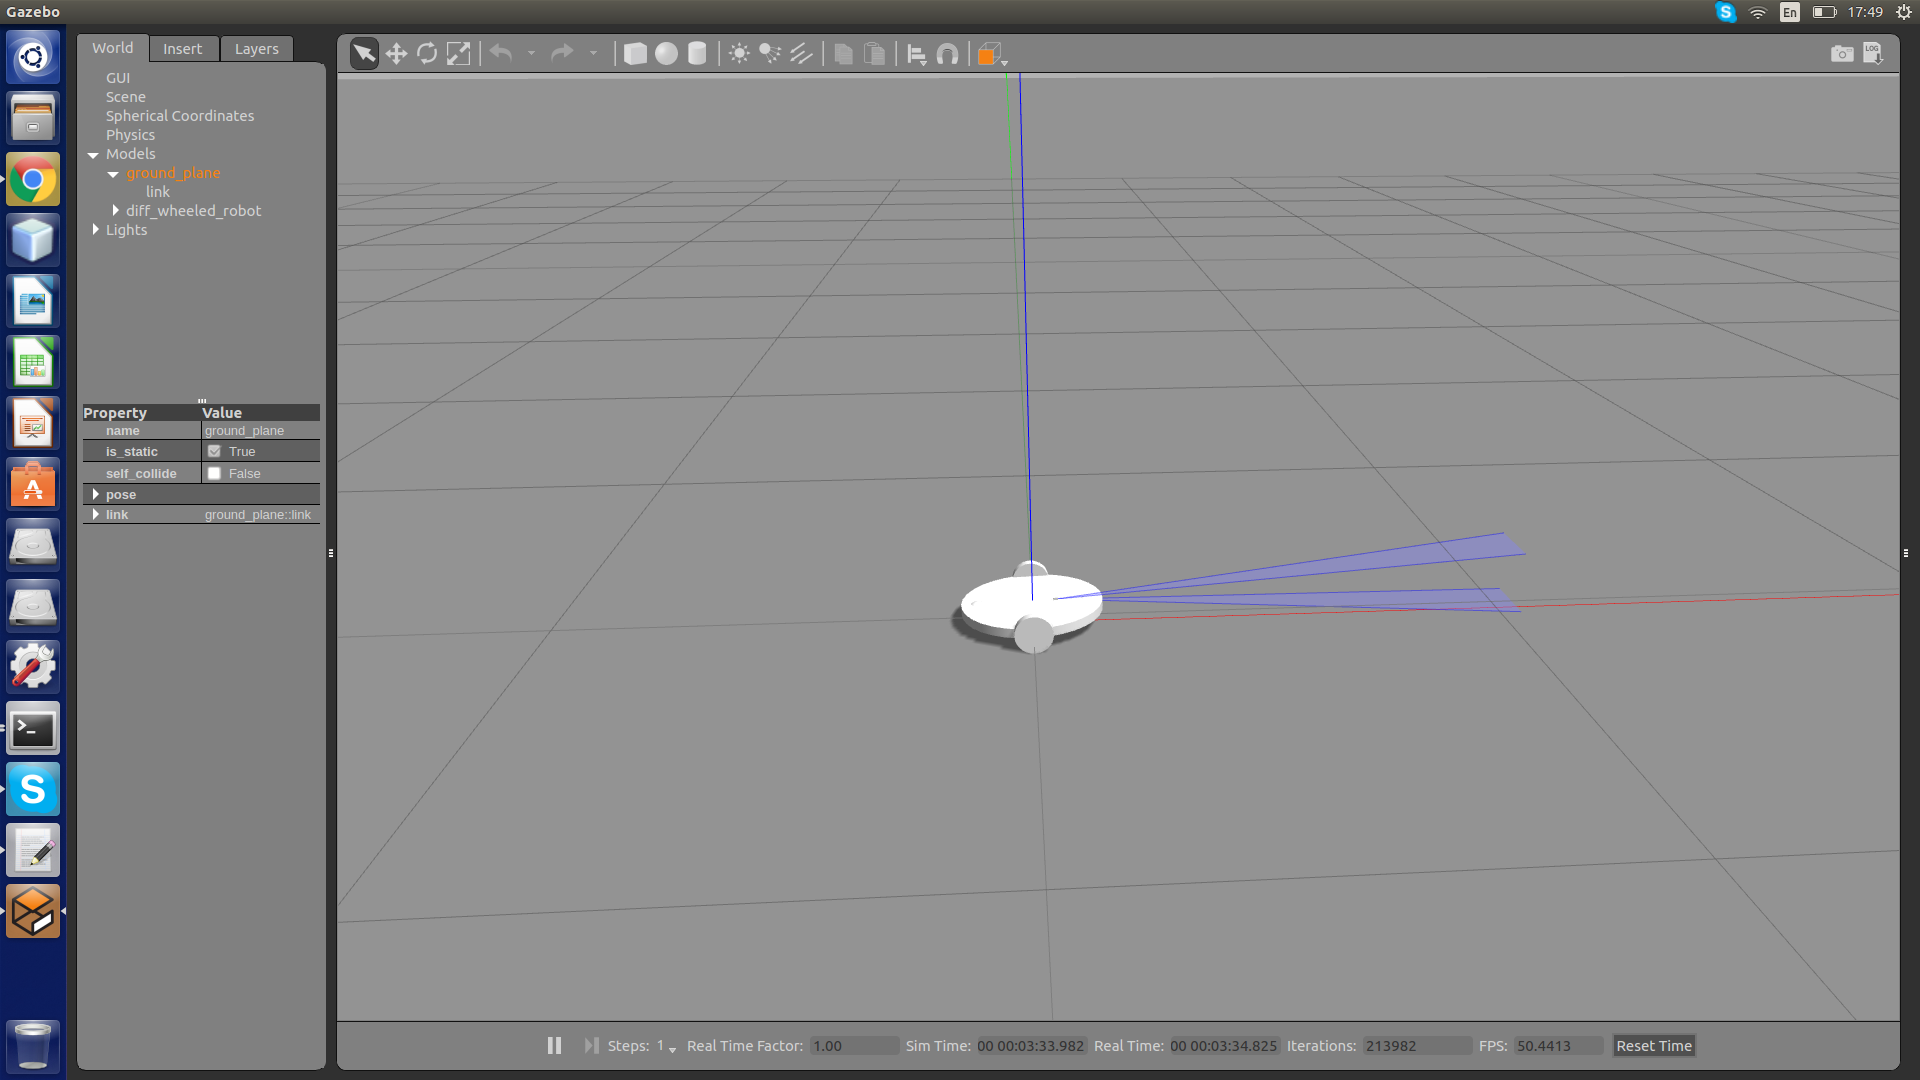 Gazebo
En
17:49
World Insert Layers
GUI
Scene
Spherical Coordinates
Physics
Models
ground_plane
link
diff_wheeled_robot
Lights
Property Value
name ground_plane
is_static True
self_collide False
pose
link ground_plane::link
LOG
S
A
>_
S
Steps: 1 Real Time Factor: 1.00 Sim Time: 00 00:03:33.982 Real Time: 00 00:03:34.825 Iterations: 213982 FPS: 50.4413 Reset Time